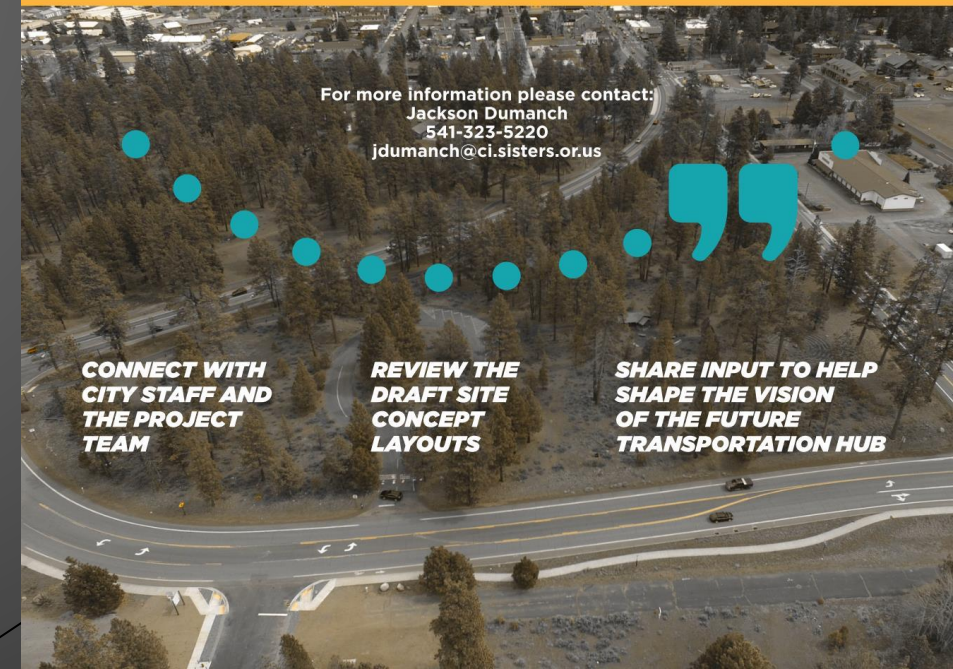 For more information please contact:
Jackson Dumanch
541-323-5220
jdumanch@ci.sisters.or.us
CONNECT WITH
CITY STAFF AND
THE PROJECT
TEAM
REVIEW THE
DRAFT SITE
CONCEPT
LAYOUTS
SHARE INPUT TO HELP
SHAPE THE VISION
OF THE FUTURE
TRANSPORTATION HUB